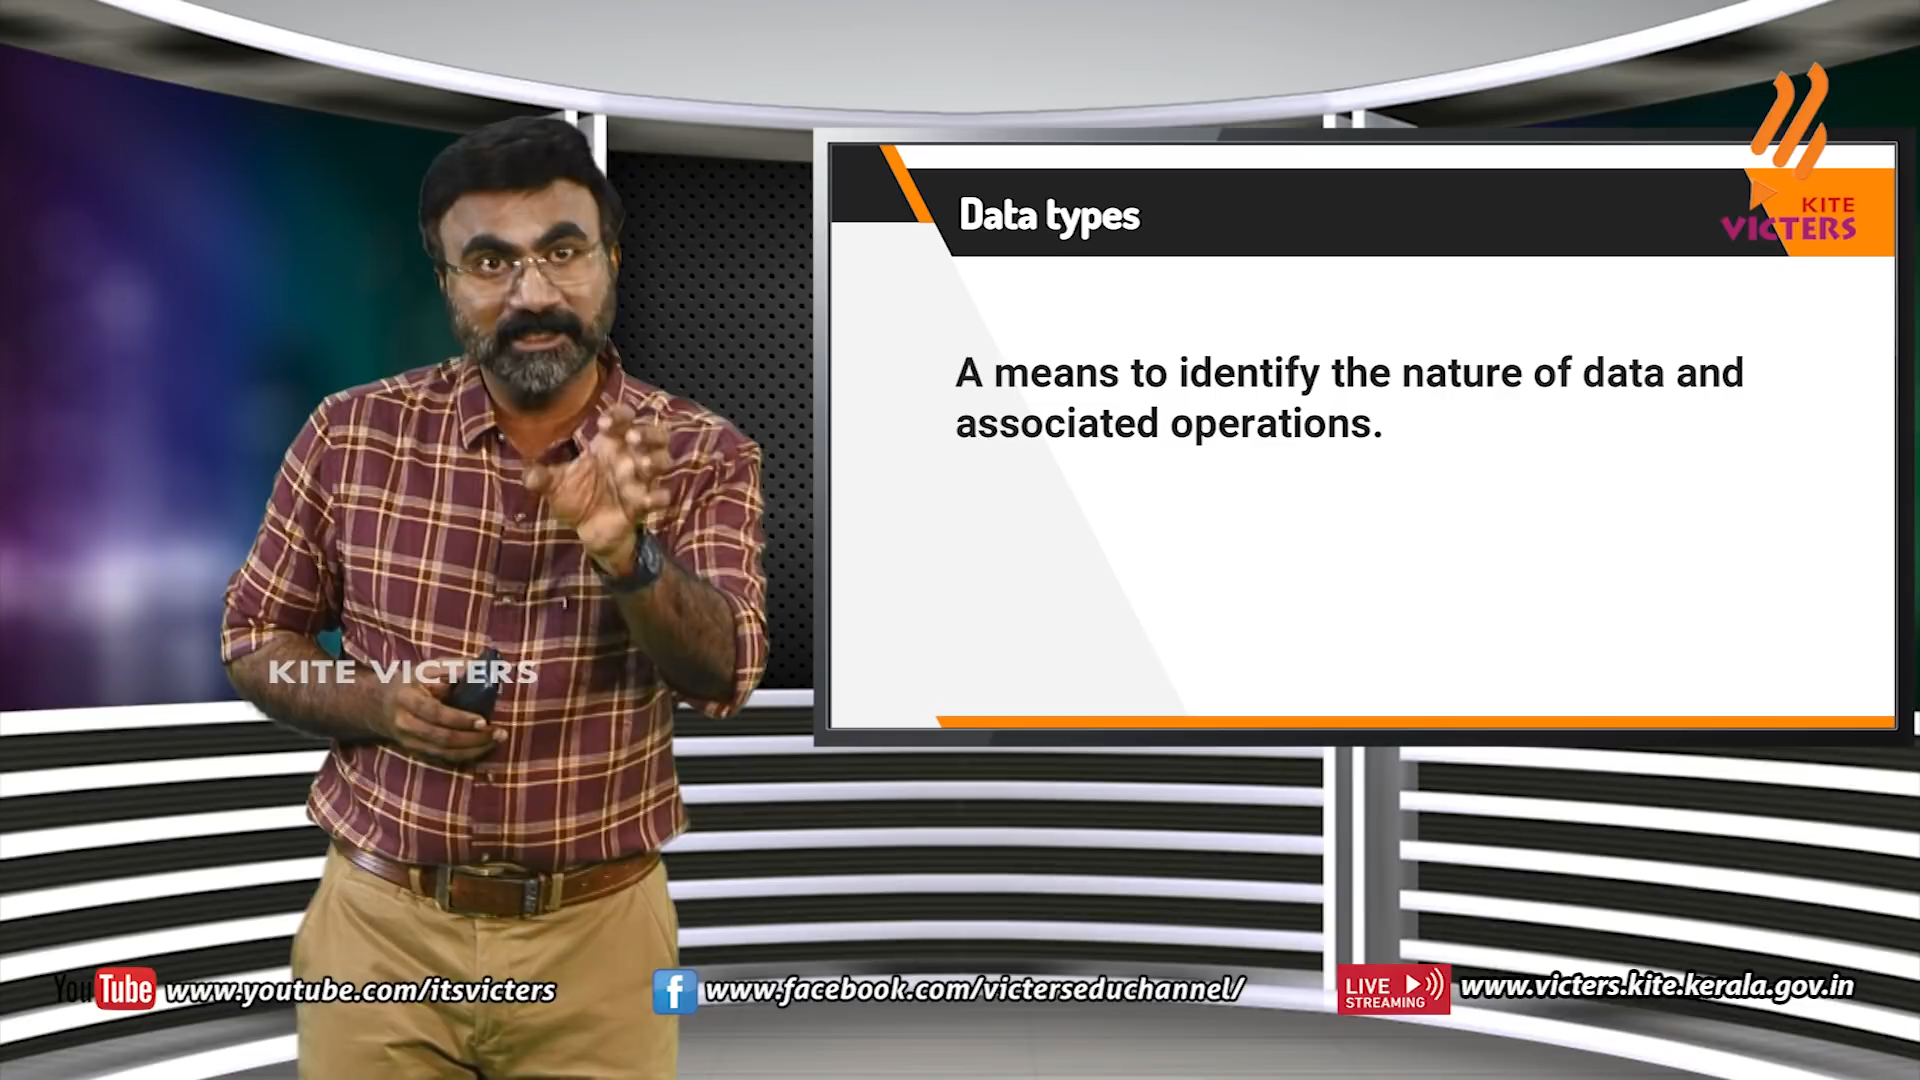 Data types
KITE
VICTERS
A means to identify the nature of data and
associated operations.
KITE VICTERS
YouTube www.youtube.com/itsvicters
f www.facebook.com/victerseduchannel/
LIVE
STREAMING
www.victers.kite.kerala.gov.in